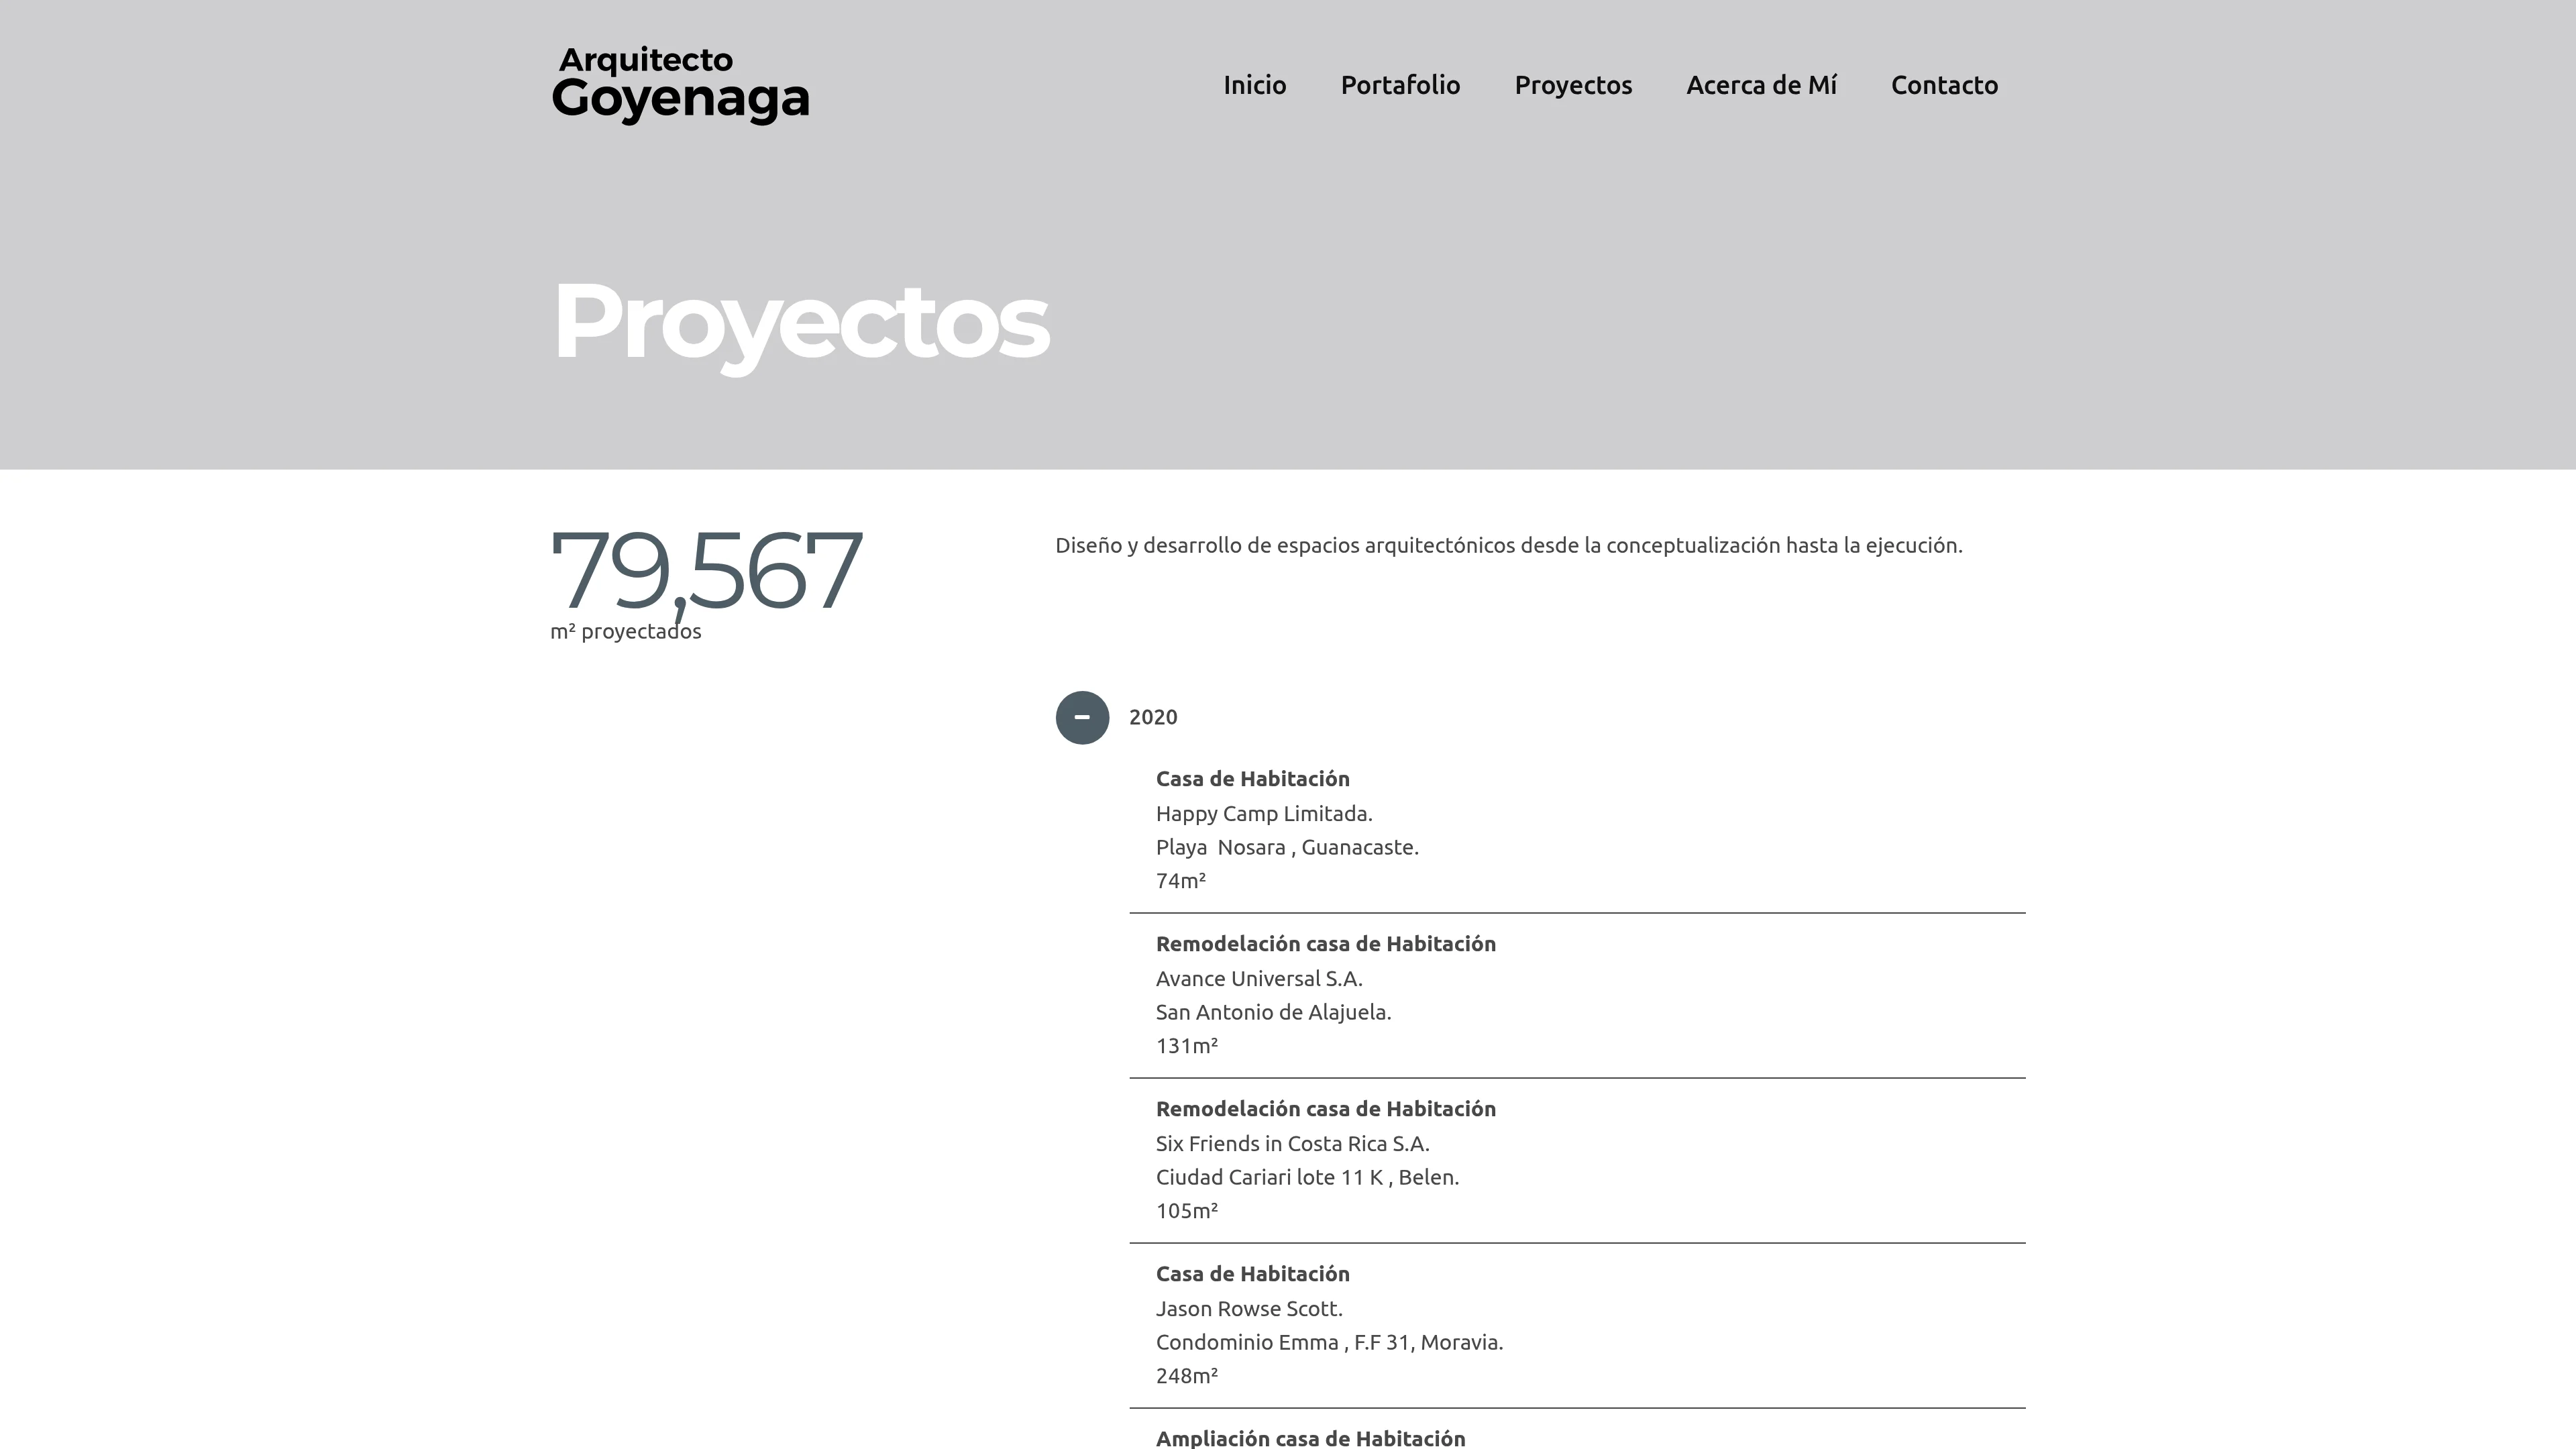 Arquitecto
Goyenaga
Inicio Portafolio Proyectos Acerca de Mí Contacto
Proyectos
79,567
m² proyectados
Diseño y desarrollo de espacios arquitectónicos desde la conceptualización hasta la ejecución.
2020
Casa de Habitación
Happy Camp Limitada.
Playa  Nosara , Guanacaste.
74m²
Remodelación casa de Habitación
Avance Universal S.A.
San Antonio de Alajuela.
131m²
Remodelación casa de Habitación
Six Friends in Costa Rica S.A.
Ciudad Cariari lote 11 K , Belen.
105m²
Casa de Habitación
Jason Rowse Scott.
Condominio Emma , F.F 31, Moravia.
248m²
Ampliación casa de Habitación